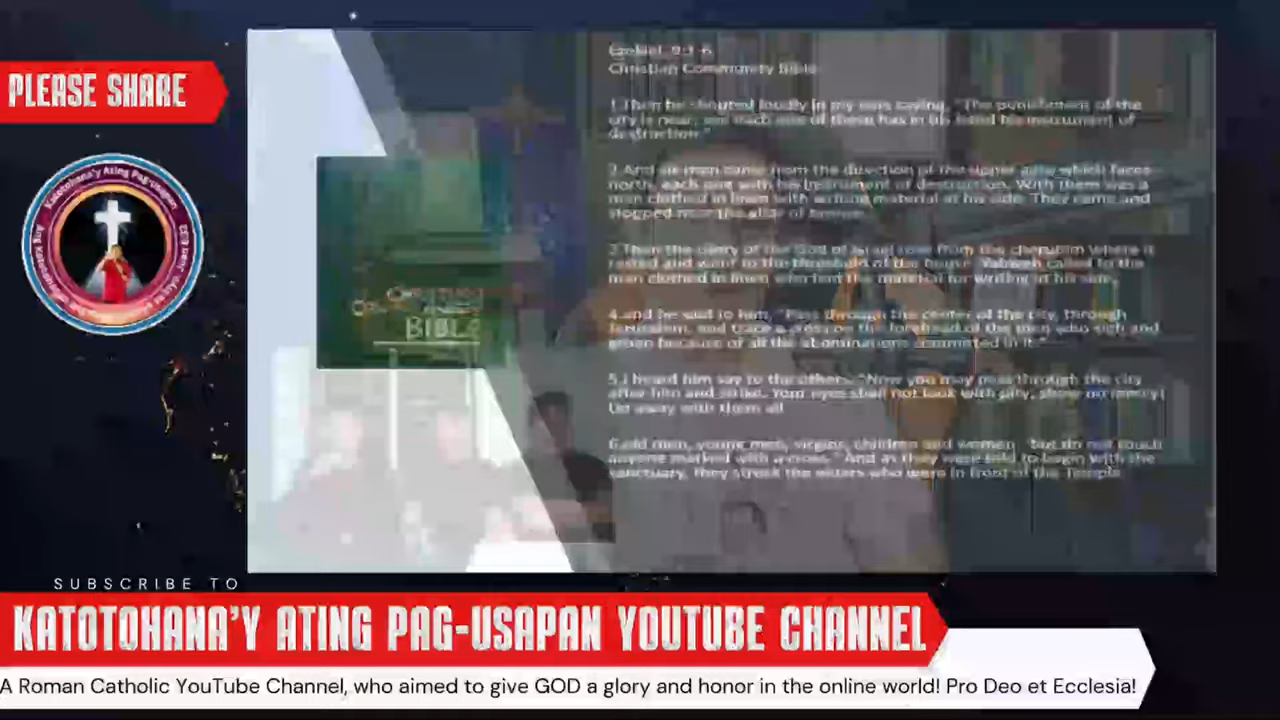 PLEASE SHARE
Katotohana'y Ating Pag-Usapan
Ezekiel 9:1-6
Christian Community Bible
1.Then he shouted loudly in my ears saying, "The punishment of the
city is near; see each one of them has in his hand his instrument of
destruction."
2.And six men came from the direction of the upper gate which faces
north, each one with his instrument of destruction. With them was a
man clothed in linen with writing material at his side. They came and
stopped near the altar of bronze.
3.Then the Glory of the God of Israel rose from the cherubim where it
rested and went to the threshold of the house. Yahweh called to the
man clothed in linen who had the material for writing at his side,
4.and he said to him, "Pass through the center of the city, through
Jerusalem, and trace a cross on the forehead of the men who sigh and
groan because of all the abominations committed in it."
5.I heard him say to the others, "Now you may pass through the city
after him and strike. Your eyes shall not look with pity; show no mercy!
Do away with them all
6.old men, young men, virgins, children and women but do not touch
anyone marked with a cross." And as they were told to begin with the
sanctuary, they struck the elders who were in front of the Temple
CHRISTIAN
COMMUNITY
BIBLE
SUBSCRIBE TO
KATOTOHANA'Y ATING PAG-USAPAN YOUTUBE CHANNEL
A Roman Catholic YouTube Channel, who aimed to give GOD a glory and honor in the online world! Pro Deo et Ecclesia!